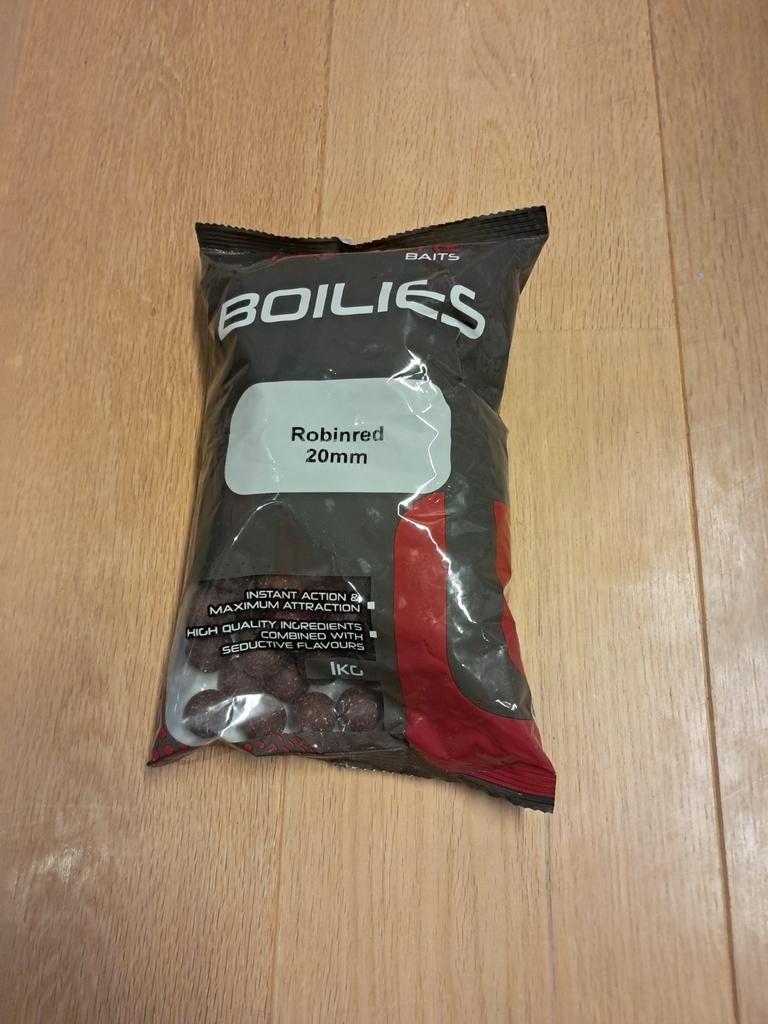 BAITS
BOILIES
Robinred
20mm
INSTANT ACTION &
MAXIMUM ATTRACTION
HIGH QUALITY INGREDIENTS
COMBINED WITH
SEDUCTIVE FLAVOURS
1KG